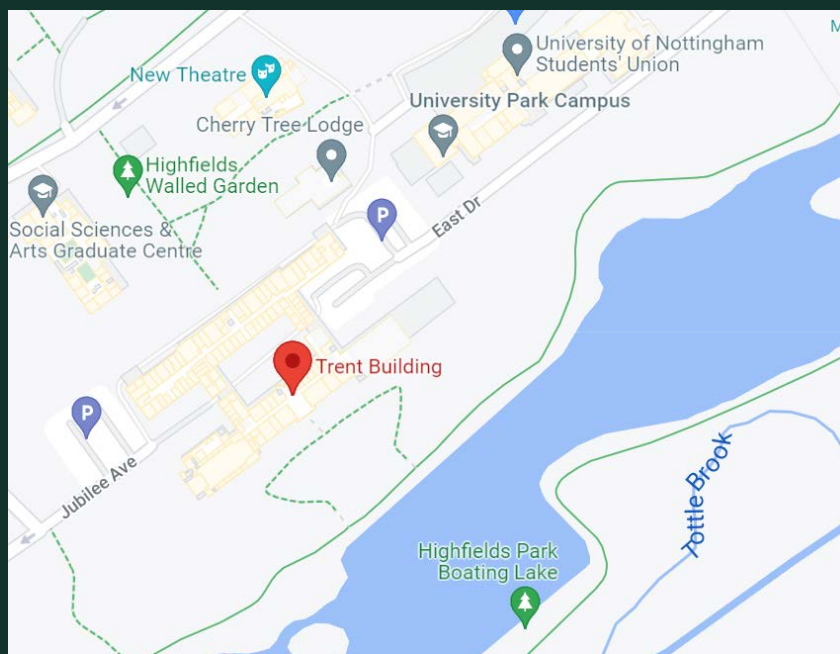 M
University of Nottingham
Students' Union
New Theatre
University Park Campus
Cherry Tree Lodge
Highfields
Walled Garden
P
East Dr
Social Sciences &
Arts Graduate Centre
Trent Building
P
Jubilee Ave
Tottle Brook
Highfields Park
Boating Lake